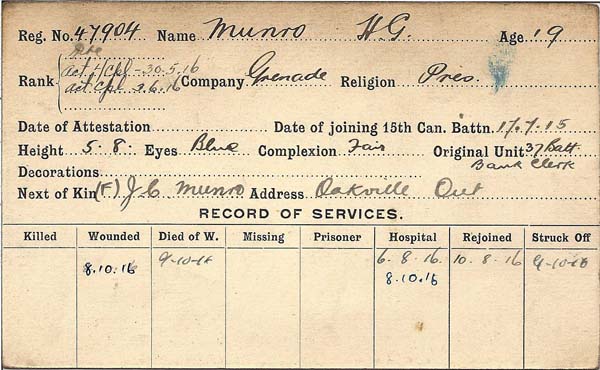 Reg. No. 47904 Name Munro H.G. Age 19
Pte
Act L/Cpl - 30.5.16
Rank Act Cpl 9.6.16 Company Grenade Religion Pres.
Date of Attestation Date of joining 15th Can. Battn. 17.7.15
Height 5.8. Eyes Blue Complexion Fair Original Unit 37 Batt.
Decorations Bank Clerk
Next of Kin (F) J.C Munro Address Oakville Ont
RECORD OF SERVICES.
Killed Wounded Died of W. Missing Prisoner Hospital Rejoined Struck Off
8.10.16 9-10-16 6.8.16. 10.8.16 9-10-16
8.10.16